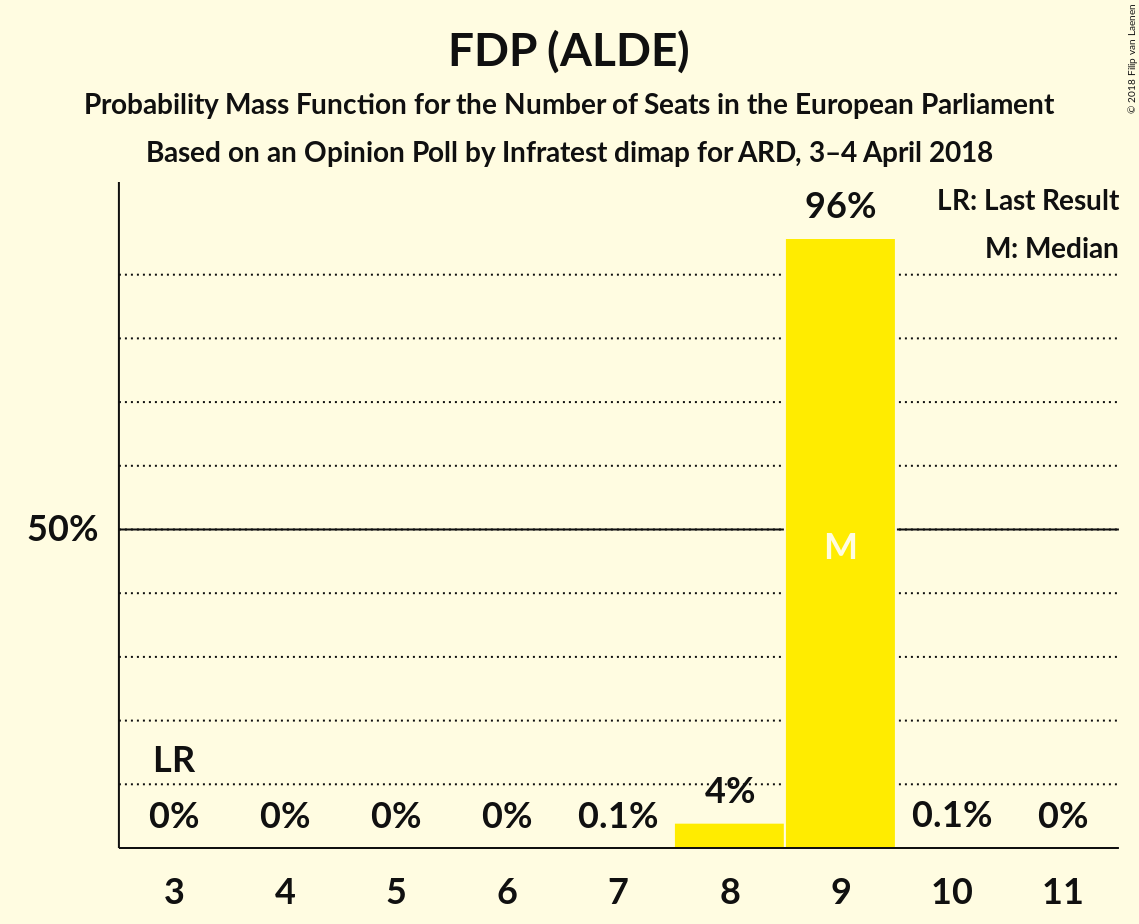 FDP (ALDE)
Probability Mass Function for the Number of Seats in the European Parliament
Based on an Opinion Poll by Infratest dimap for ARD, 3–4 April 2018
© 2018 Filip van Laenen
LR: Last Result
M: Median
96%
50%
M
LR
0% 0% 0% 0% 0.1% 4% 0.1% 0%
3 4 5 6 7 8 9 10 11